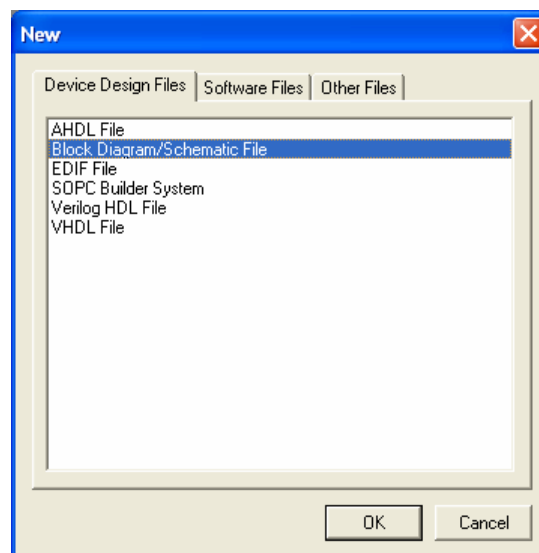 New
Device Design Files Software Files Other Files
AHDL File
Block Diagram/Schematic File
EDIF File
SOPC Builder System
Verilog HDL File
VHDL File
OK Cancel